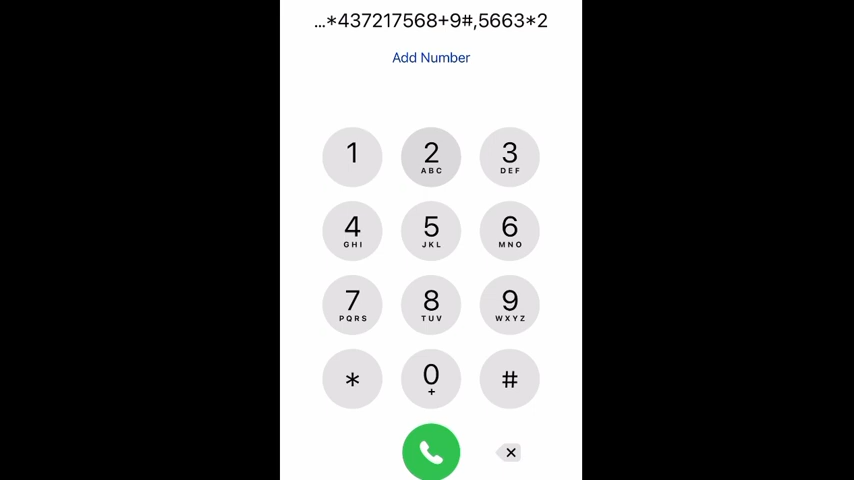 ...*437217568+9#,5663*2
Add Number
1 2 3
ABC DEF
4 5 6
GHI JKL MNO
7 8 9
PQRS TUV WXYZ
* 0 #
+